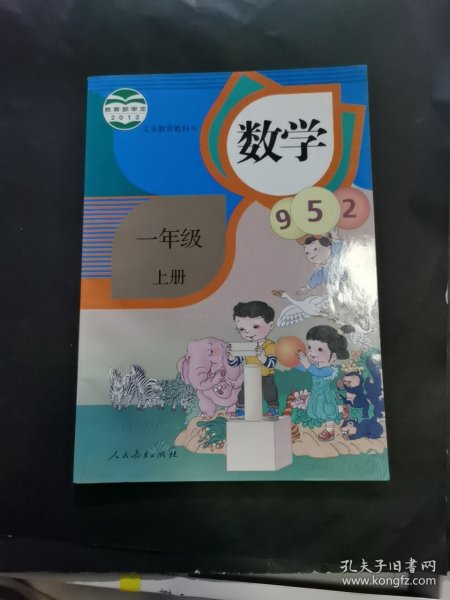 教育部审定
2012
义务教育教科书
数学
9 5 2
一年级
上册
人民教育出版社
孔夫子旧书网
www.kongfz.com